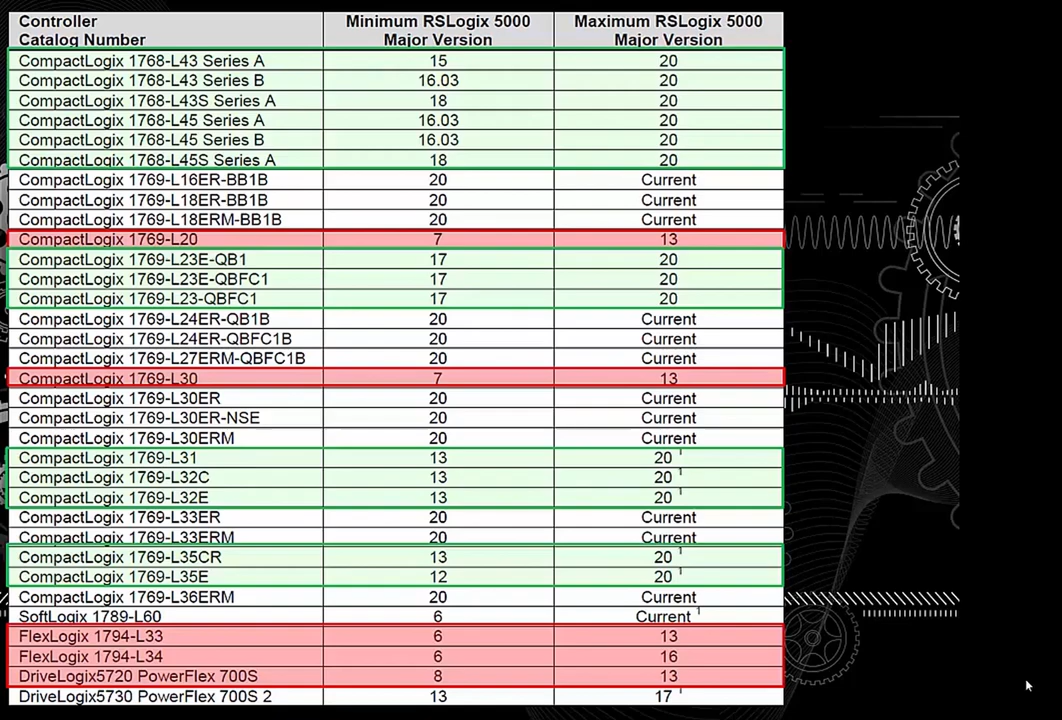 Controller Catalog Number Minimum RSLogix 5000 Major Version Maximum RSLogix 5000 Major Version
CompactLogix 1768-L43 Series A 15 20
CompactLogix 1768-L43 Series B 16.03 20
CompactLogix 1768-L43S Series A 18 20
CompactLogix 1768-L45 Series A 16.03 20
CompactLogix 1768-L45 Series B 16.03 20
CompactLogix 1768-L45S Series A 18 20
CompactLogix 1769-L16ER-BB1B 20 Current
CompactLogix 1769-L18ER-BB1B 20 Current
CompactLogix 1769-L18ERM-BB1B 20 Current
CompactLogix 1769-L20 7 13
CompactLogix 1769-L23E-QB1 17 20
CompactLogix 1769-L23E-QBFC1 17 20
CompactLogix 1769-L23-QBFC1 17 20
CompactLogix 1769-L24ER-QB1B 20 Current
CompactLogix 1769-L24ER-QBFC1B 20 Current
CompactLogix 1769-L27ERM-QBFC1B 20 Current
CompactLogix 1769-L30 7 13
CompactLogix 1769-L30ER 20 Current
CompactLogix 1769-L30ER-NSE 20 Current
CompactLogix 1769-L30ERM 20 Current
CompactLogix 1769-L31 13 20 ¹
CompactLogix 1769-L32C 13 20 ¹
CompactLogix 1769-L32E 13 20 ¹
CompactLogix 1769-L33ER 20 Current
CompactLogix 1769-L33ERM 20 Current
CompactLogix 1769-L35CR 13 20 ¹
CompactLogix 1769-L35E 12 20 ¹
CompactLogix 1769-L36ERM 20 Current
SoftLogix 1789-L60 6 Current ¹
FlexLogix 1794-L33 6 13
FlexLogix 1794-L34 6 16
DriveLogix5720 PowerFlex 700S 8 13
DriveLogix5730 PowerFlex 700S 2 13 17 ¹